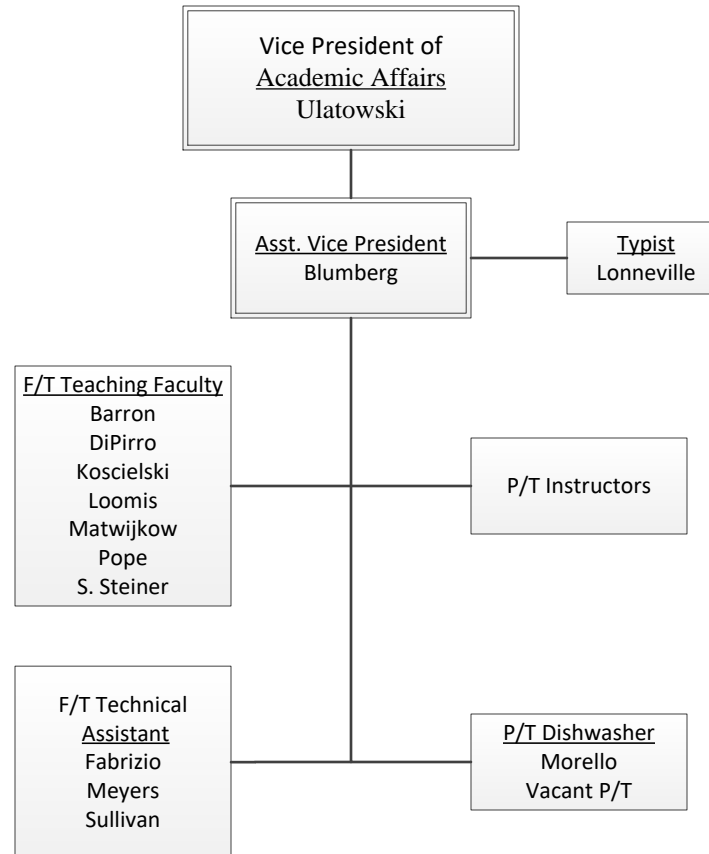 Vice President of
Academic Affairs
Ulatowski
Asst. Vice President
Blumberg
Typist
Lonneville
F/T Teaching Faculty
Barron
DiPirro
Koscielski
Loomis
Matwijkow
Pope
S. Steiner
P/T Instructors
F/T Technical
Assistant
Fabrizio
Meyers
Sullivan
P/T Dishwasher
Morello
Vacant P/T